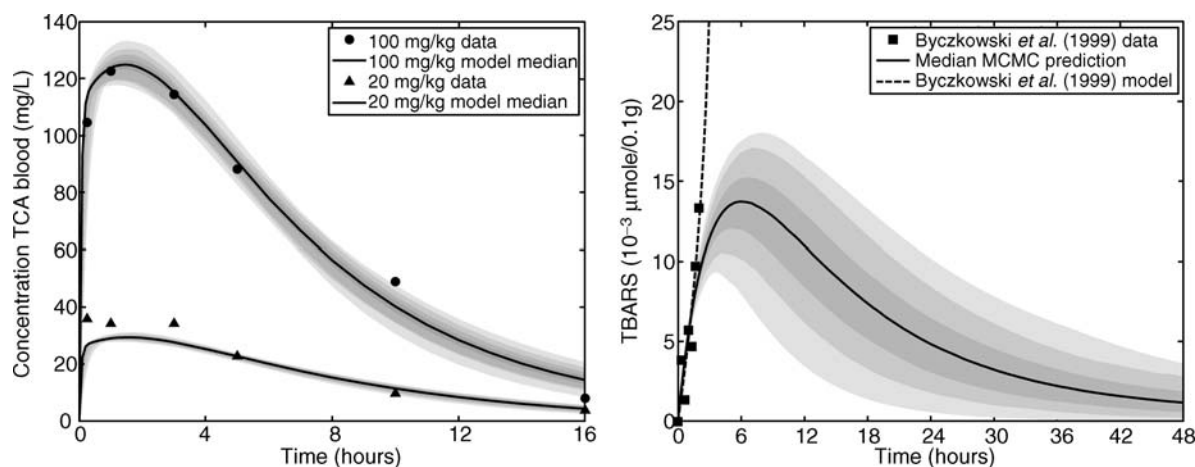 140
120
100
80
60
40
20
0
Concentration TCA blood (mg/L)
100 mg/kg data
100 mg/kg model median
20 mg/kg data
20 mg/kg model median
0 4 8 12 16
Time (hours)
25
20
15
10
5
0
TBARS (10⁻³ µmole/0.1g)
Byczkowski et al. (1999) data
Median MCMC prediction
Byczkowski et al. (1999) model
0 6 12 18 24 30 36 42 48
Time (hours)